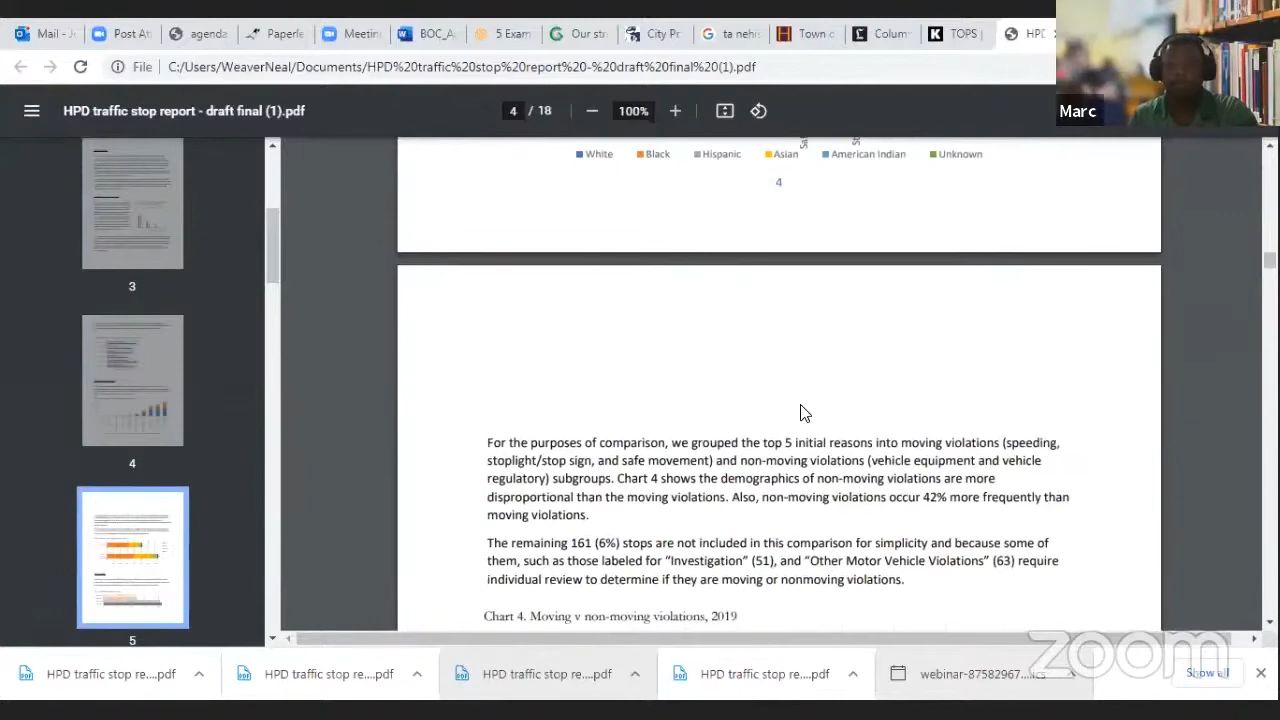 Mail - J
Post At
agenda
Paperle
Meetin
BOC_A
5 Exam
Our sto
City Pr
ta nehis
Town o
Colum
TOPS
HPD
File
C:/Users/WeaverNeal/Documents/HPD%20traffic%20stop%20report%20-%20draft%20final%20(1).pdf
HPD traffic stop report - draft final (1).pdf
4 / 18
100%
Marc
White
Black
Hispanic
Asian
American Indian
Unknown
4
3
4
5
For the purposes of comparison, we grouped the top 5 initial reasons into moving violations (speeding,
stoplight/stop sign, and safe movement) and non-moving violations (vehicle equipment and vehicle
regulatory) subgroups. Chart 4 shows the demographics of non-moving violations are more
disproportional than the moving violations. Also, non-moving violations occur 42% more frequently than
moving violations.
The remaining 161 (6%) stops are not included in this comparison for simplicity and because some of
them, such as those labeled for “Investigation” (51), and “Other Motor Vehicle Violations” (63) require
individual review to determine if they are moving or nonmoving violations.
Chart 4. Moving v non-moving violations, 2019
HPD traffic stop re....pdf
HPD traffic stop re....pdf
HPD traffic stop re....pdf
HPD traffic stop re....pdf
webinar-87582967....ics
Show all
zoom